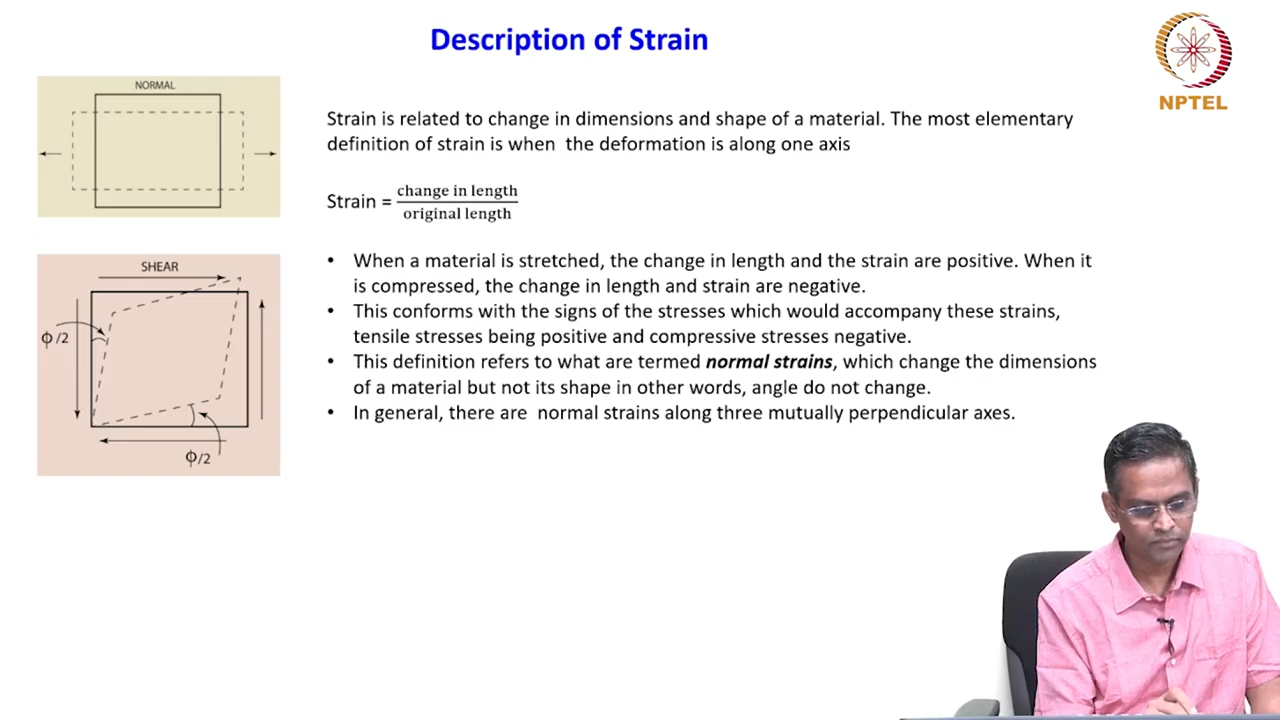 Description of Strain
NPTEL
NORMAL
Strain is related to change in dimensions and shape of a material. The most elementary
definition of strain is when the deformation is along one axis
Strain = change in length
original length
SHEAR
ϕ/2
ϕ/2
• When a material is stretched, the change in length and the strain are positive. When it
is compressed, the change in length and strain are negative.
• This conforms with the signs of the stresses which would accompany these strains,
tensile stresses being positive and compressive stresses negative.
• This definition refers to what are termed normal strains, which change the dimensions
of a material but not its shape in other words, angle do not change.
• In general, there are normal strains along three mutually perpendicular axes.